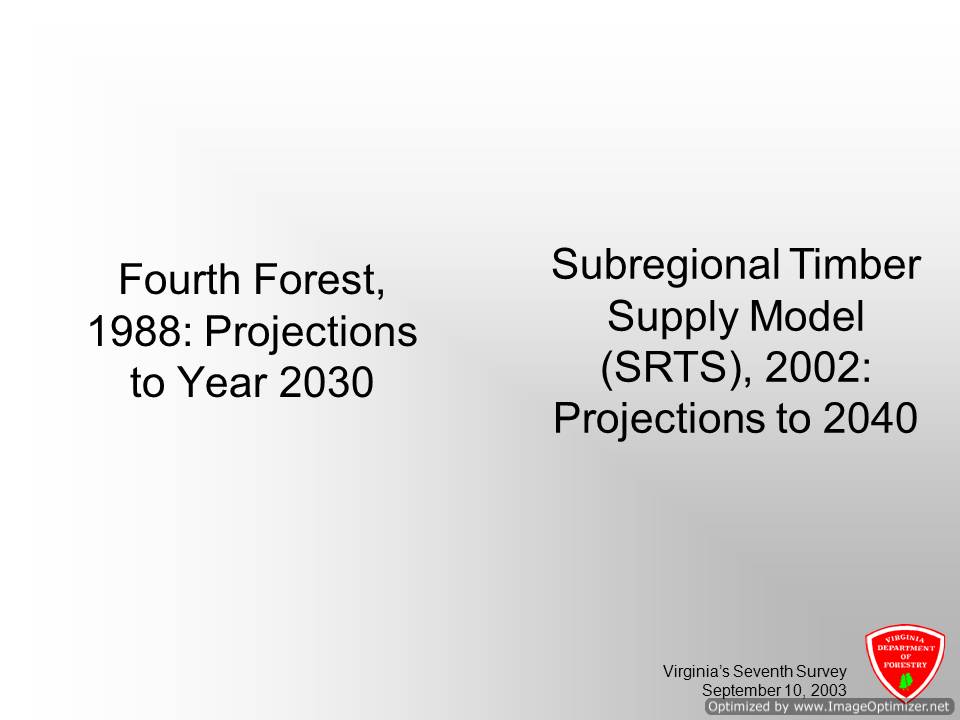 Fourth Forest,
1988: Projections
to Year 2030
Subregional Timber
Supply Model
(SRTS), 2002:
Projections to 2040
Virginia’s Seventh Survey
September 10, 2003
VIRGINIA
DEPARTMENT
OF
FORESTRY
Optimized by www.ImageOptimizer.net